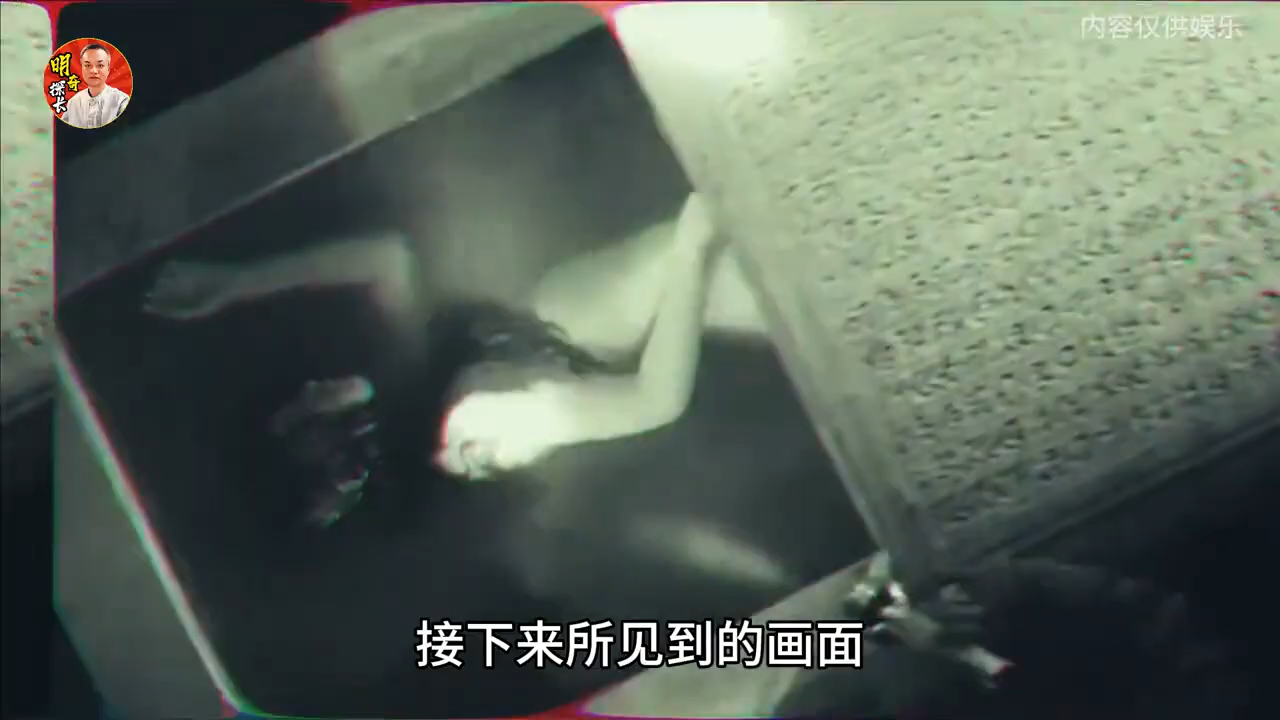 内容仅供娱乐
明奇
探长
接下来所见到的画面